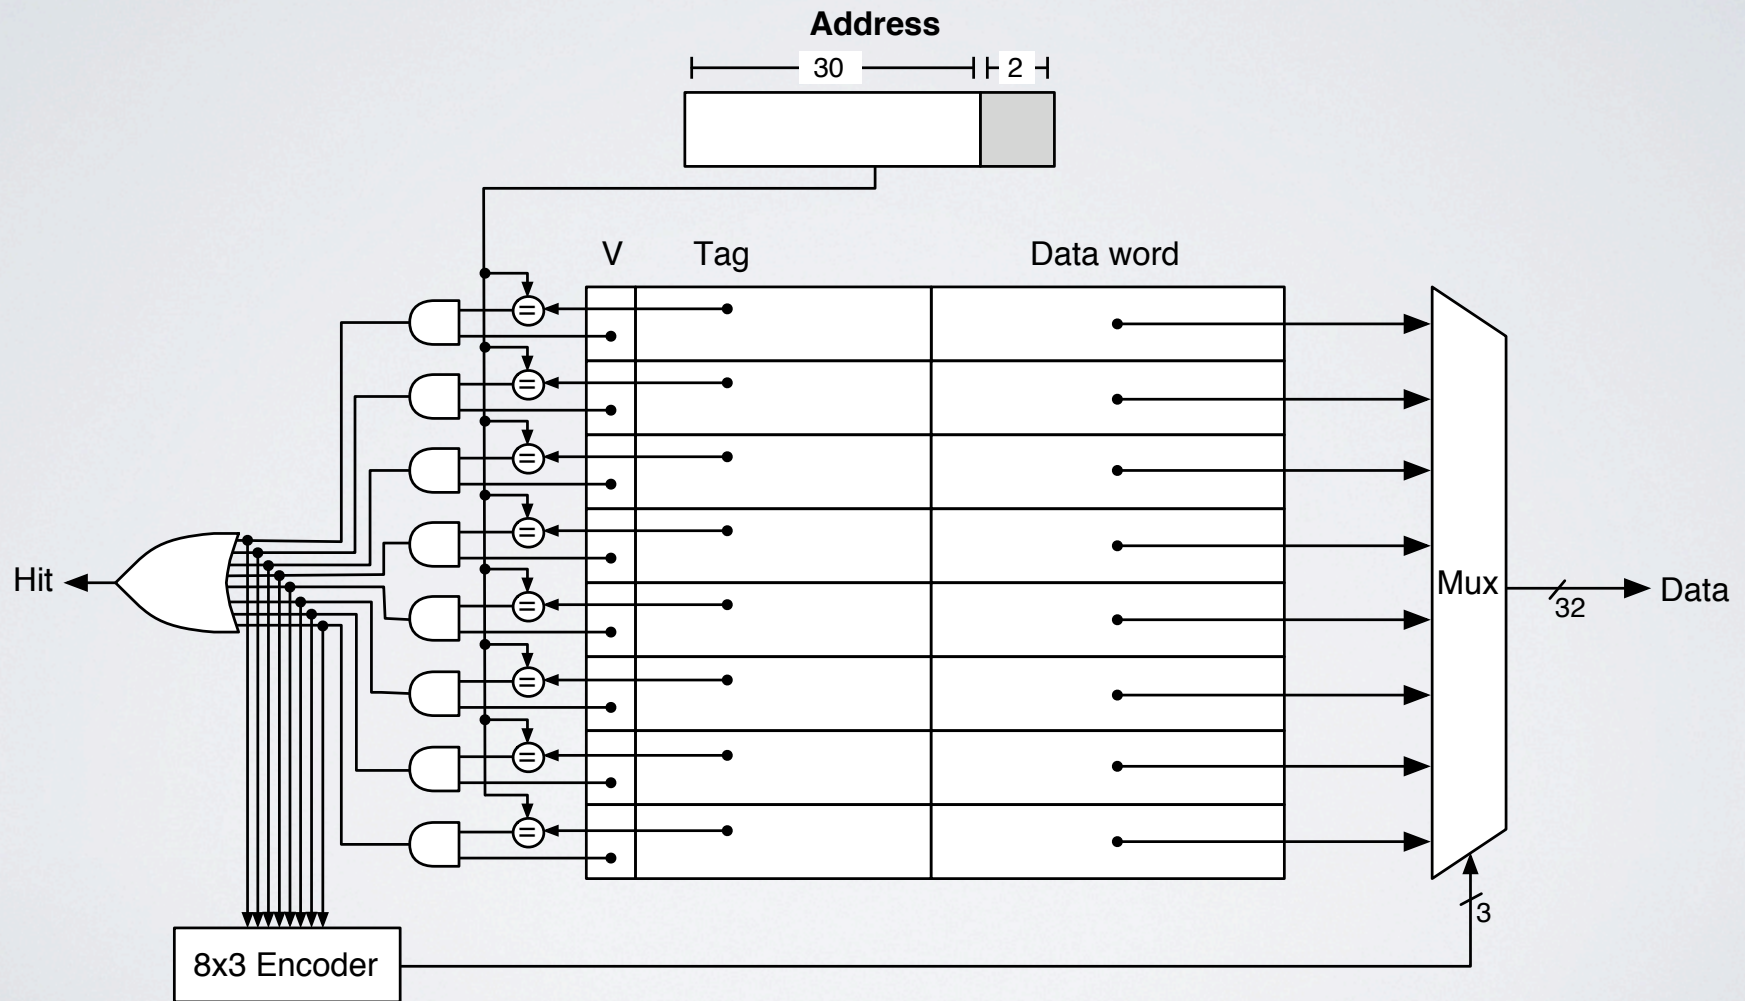 Address
30 2
V Tag Data word
=
=
=
=
=
=
=
=
Hit
Mux
32
Data
3
8x3 Encoder